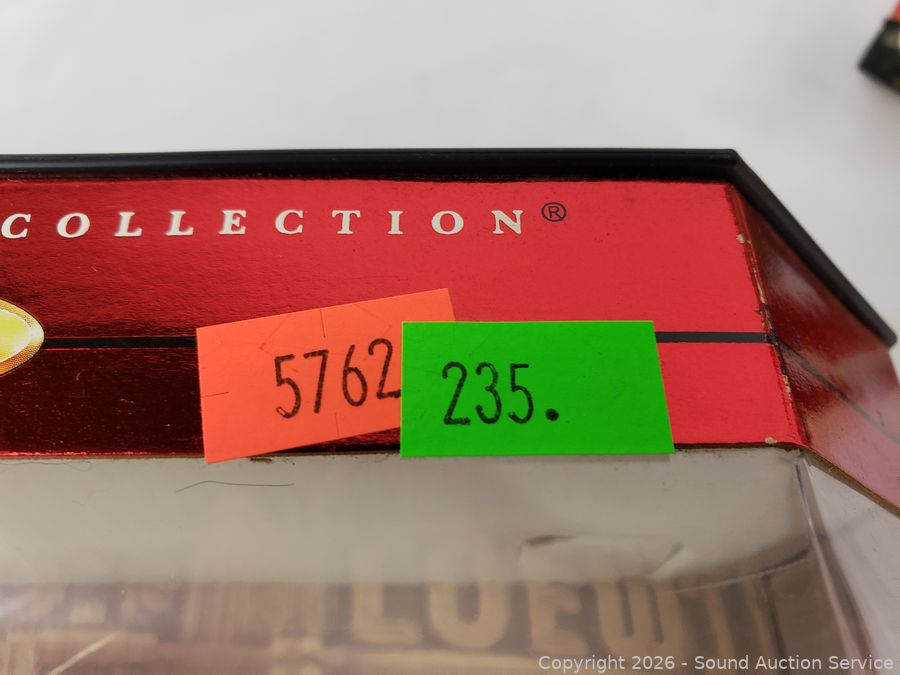 COLLECTION®
5762
235.
Copyright 2026 - Sound Auction Service